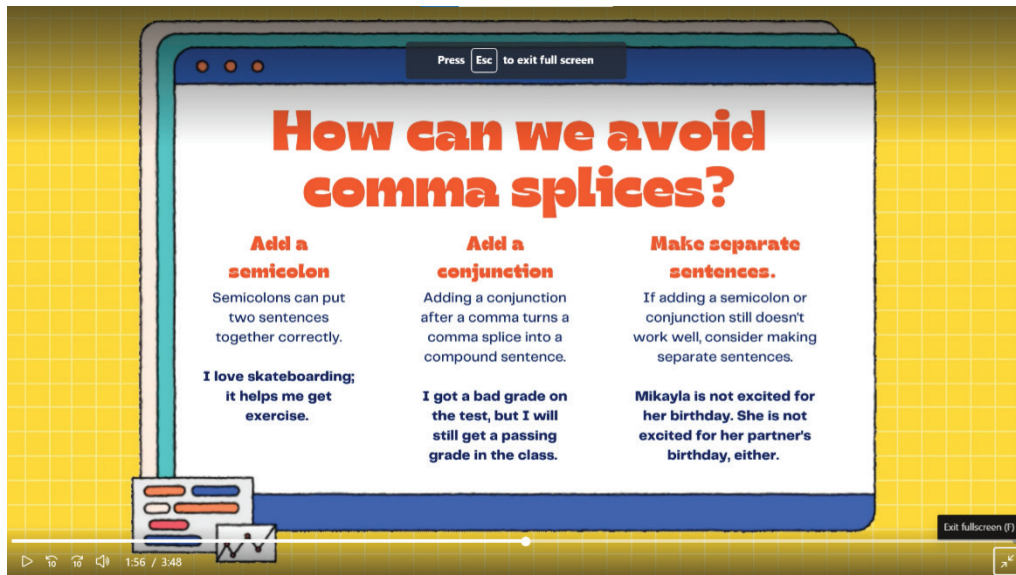 Press Esc to exit full screen
How can we avoid
comma splices?
Add a
semicolon
Semicolons can put
two sentences
together correctly.
I love skateboarding;
it helps me get
exercise.
Add a
conjunction
Adding a conjunction
after a comma turns a
comma splice into a
compound sentence.
I got a bad grade on
the test, but I will
still get a passing
grade in the class.
Make separate
sentences.
If adding a semicolon or
conjunction still doesn't
work well, consider making
separate sentences.
Mikayla is not excited for
her birthday. She is not
excited for her partner's
birthday, either.
Exit fullscreen (F)
10 10 1:56 / 3:48